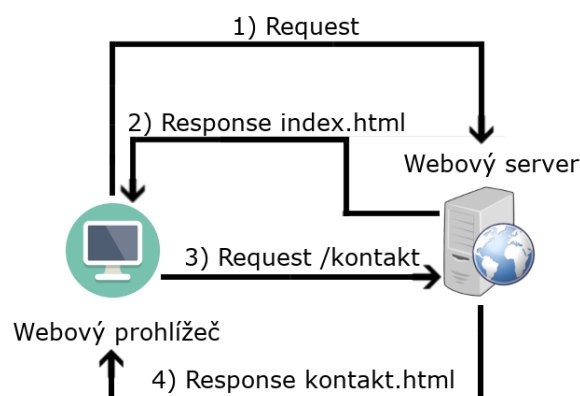 1) Request
2) Response index.html
Webový server
3) Request /kontakt
Webový prohlížeč
4) Response kontakt.html